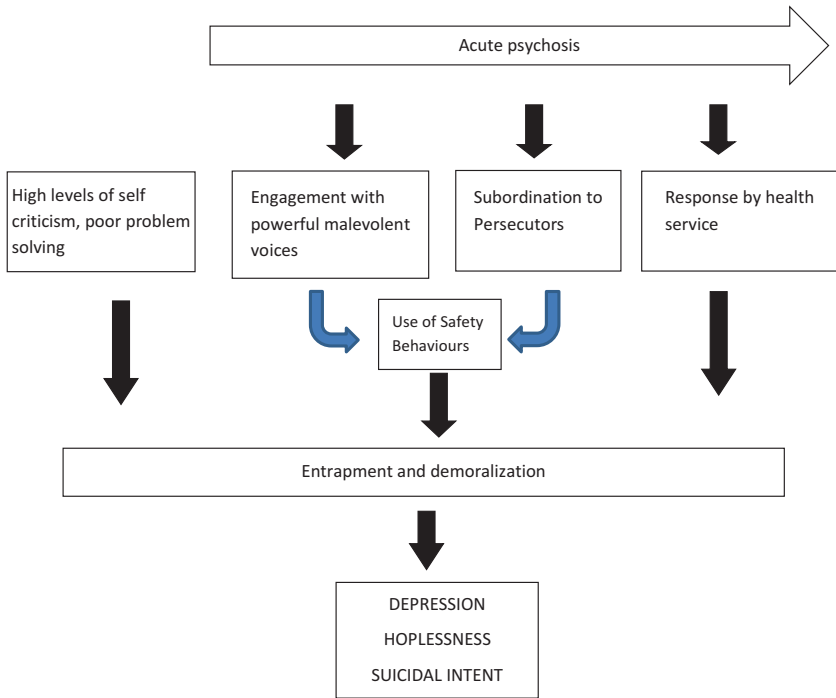 Acute psychosis
High levels of self
criticism, poor problem
solving
Engagement with
powerful malevolent
voices
Subordination to
Persecutors
Response by health
service
Use of Safety
Behaviours
Entrapment and demoralization
DEPRESSION
HOPLESSNESS
SUICIDAL INTENT